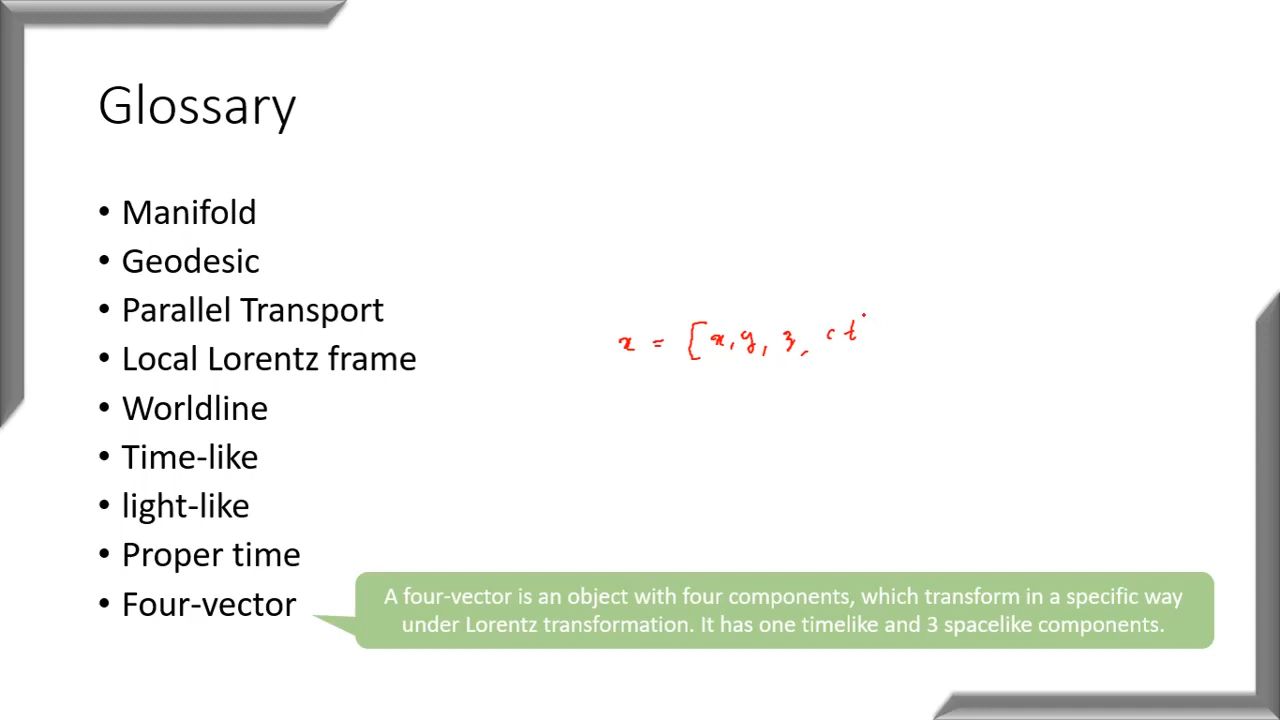 Glossary
• Manifold
• Geodesic
• Parallel Transport
x = [x, y, z, ct
• Local Lorentz frame
• Worldline
• Time-like
• light-like
• Proper time
• Four-vector
A four-vector is an object with four components, which transform in a specific way
under Lorentz transformation. It has one timelike and 3 spacelike components.